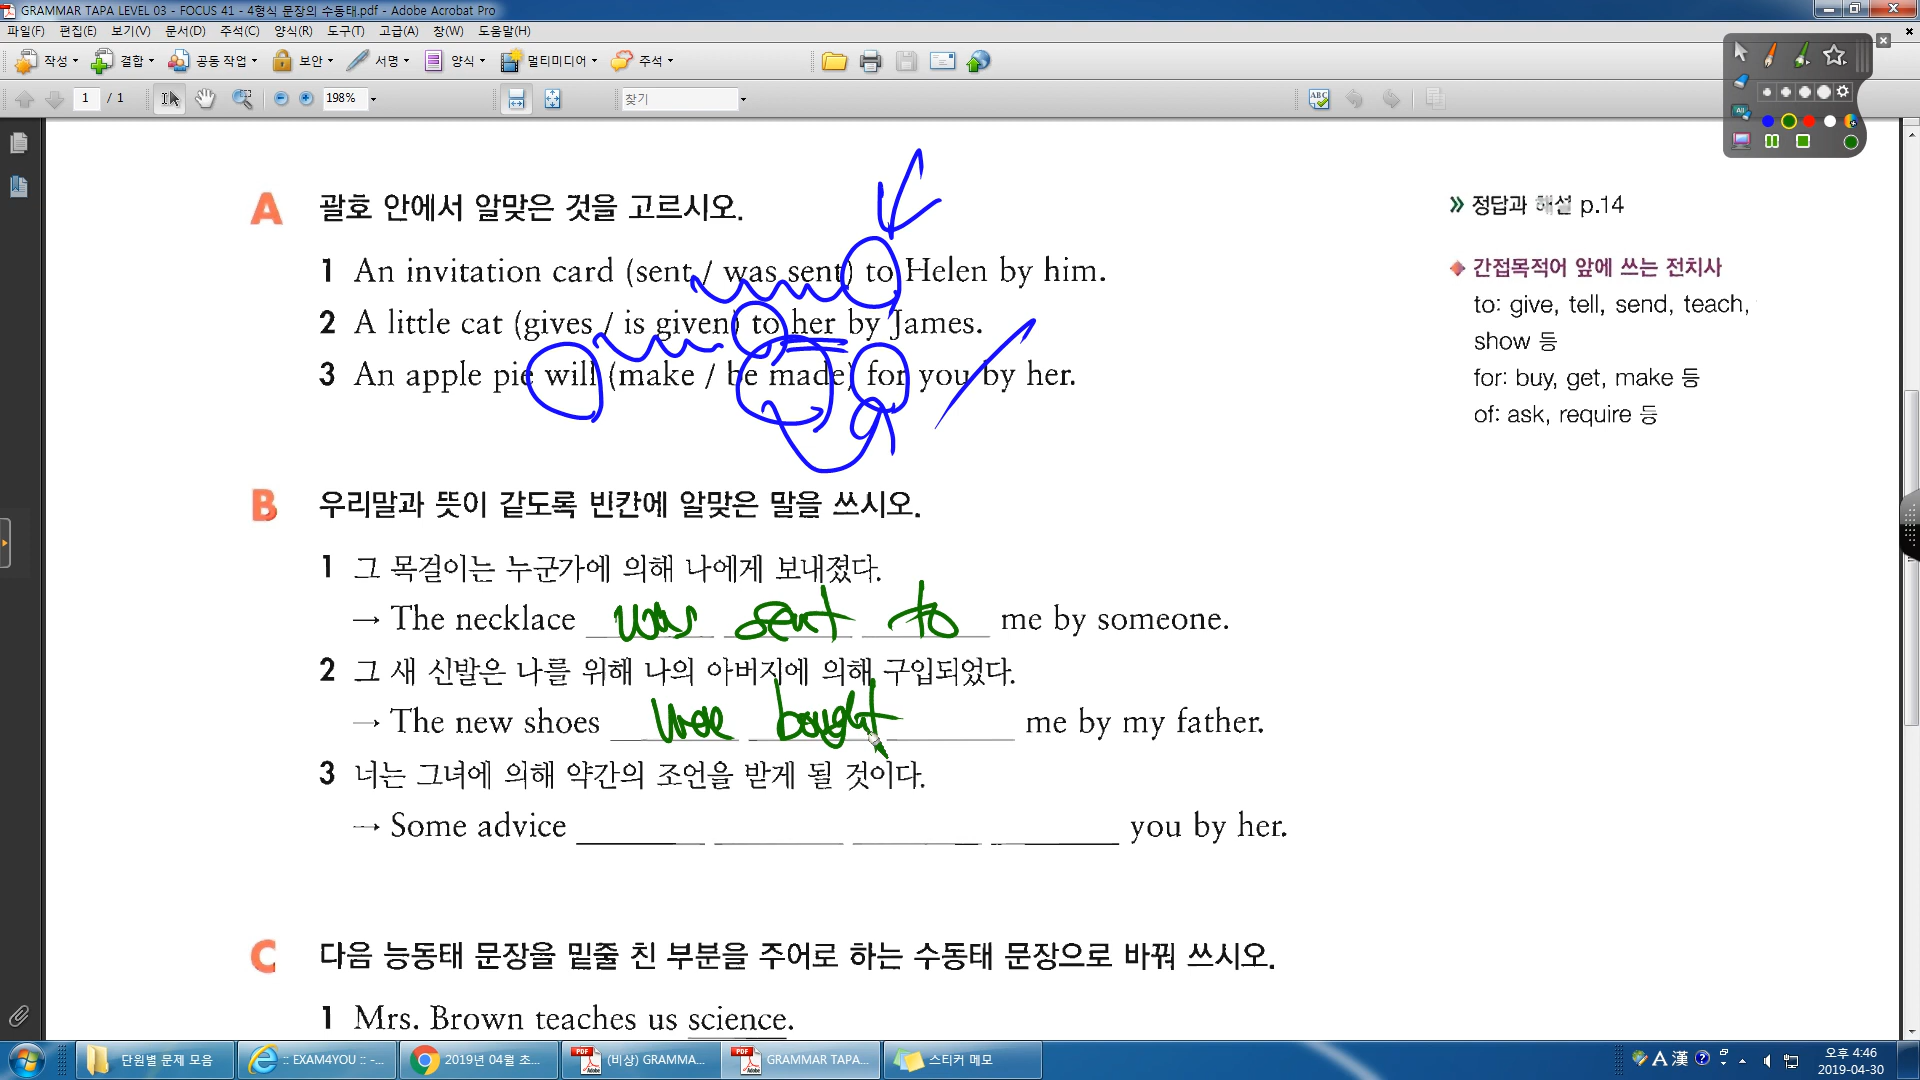 GRAMMAR TAPA LEVEL 03 - FOCUS 41 - 4형식 문장의 수동태.pdf - Adobe Acrobat Pro
파일(F) 편집(E) 보기(V) 문서(D) 주석(C) 양식(R) 도구(T) 고급(A) 창(W) 도움말(H)
작성 결합 공동 작업 보안 서명 양식 멀티미디어 주석
1 / 1 198% 찾기
A 괄호 안에서 알맞은 것을 고르시오.
1 An invitation card (sent / was sent) to Helen by him.
2 A little cat (gives / is given) to her by James.
3 An apple pie will (make / be made) for you by her.
» 정답과 해설 p.14
간접목적어 앞에 쓰는 전치사
to: give, tell, send, teach,
show 등
for: buy, get, make 등
of: ask, require 등
B 우리말과 뜻이 같도록 빈칸에 알맞은 말을 쓰시오.
1 그 목걸이는 누군가에 의해 나에게 보내졌다.
→ The necklace was sent to me by someone.
2 그 새 신발은 나를 위해 나의 아버지에 의해 구입되었다.
→ The new shoes were bought me by my father.
3 너는 그녀에 의해 약간의 조언을 받게 될 것이다.
→ Some advice you by her.
C 다음 능동태 문장을 밑줄 친 부분을 주어로 하는 수동태 문장으로 바꿔 쓰시오.
1 Mrs. Brown teaches us science.
단원별 문제 모음 :: EXAM4YOU :: -... 2019년 04월 초... (비상) GRAMMA... GRAMMAR TAPA... 스티커 메모
A 漢 오후 4:46
2019-04-30